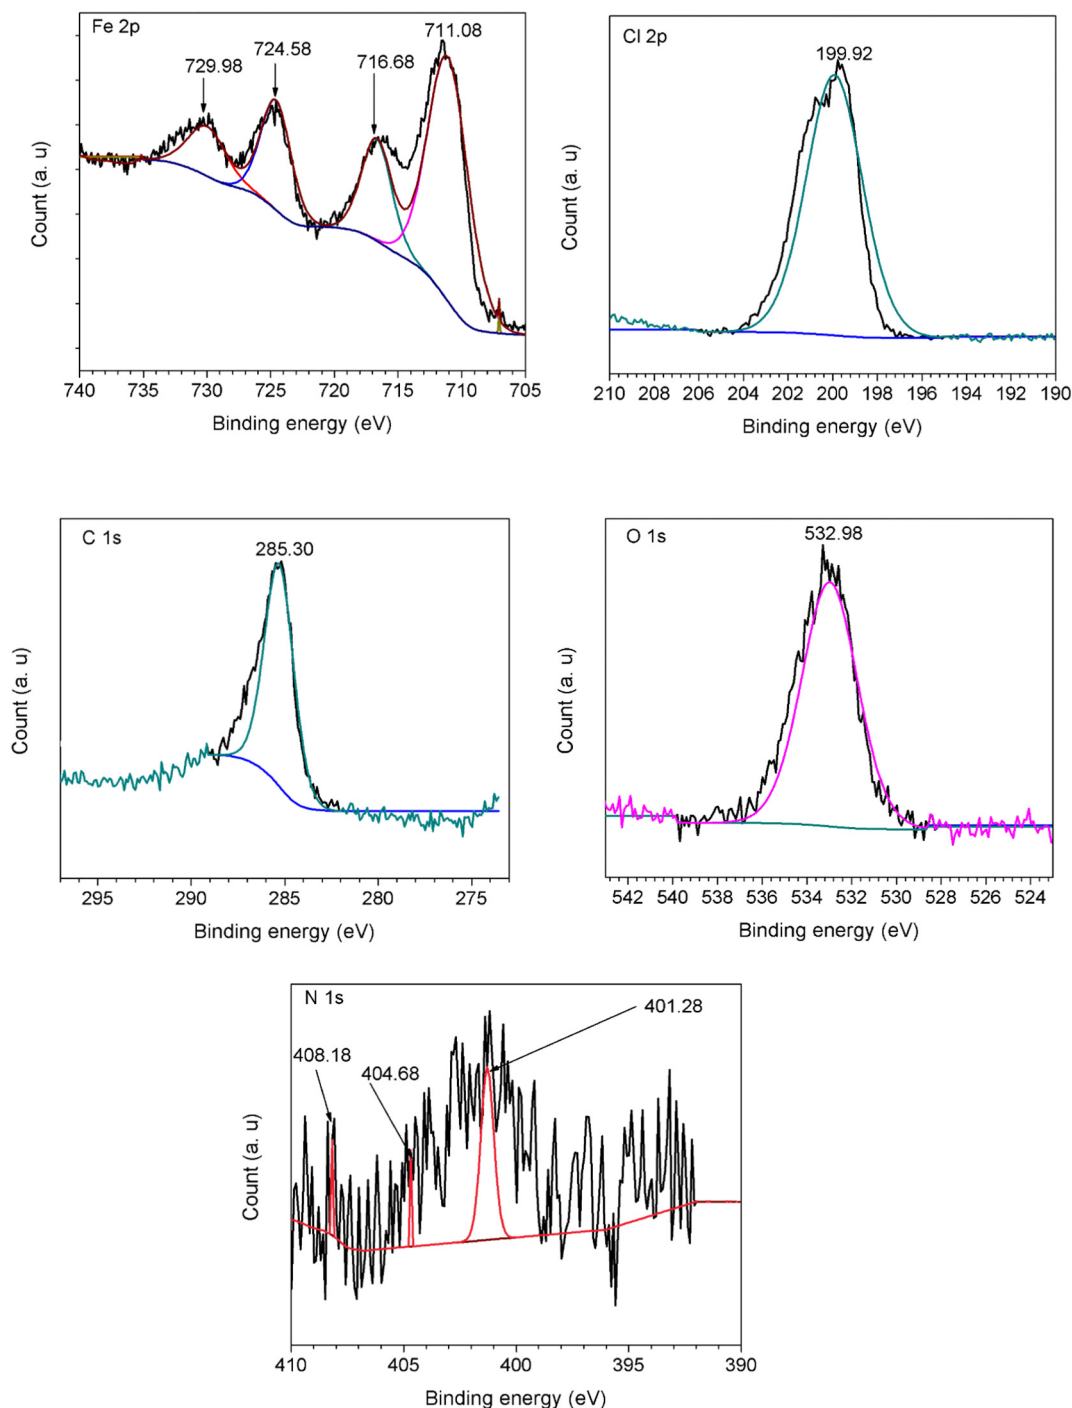 Fe 2p
711.08
724.58
729.98
716.68
Count (a. u)
740 735 730 725 720 715 710 705
Binding energy (eV)
Cl 2p
199.92
Count (a. u)
210 208 206 204 202 200 198 196 194 192 190
Binding energy (eV)
C 1s
285.30
Count (a. u)
295 290 285 280 275
Binding energy (eV)
O 1s
532.98
Count (a. u)
542 540 538 536 534 532 530 528 526 524
Binding energy (eV)
N 1s
401.28
408.18
404.68
Count (a. u)
410 405 400 395 390
Binding energy (eV)